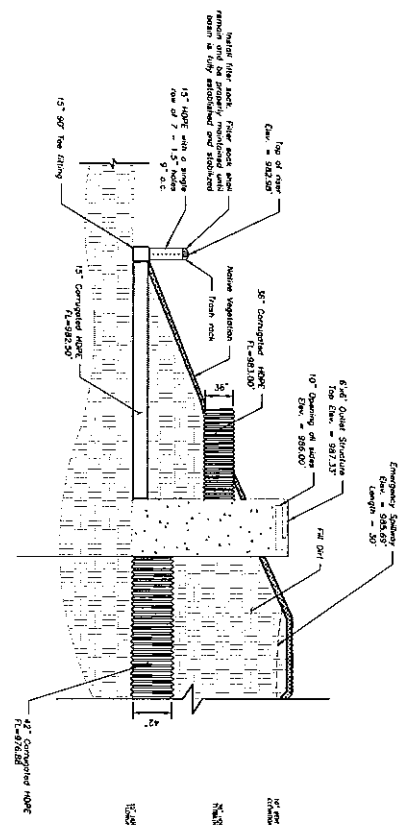 Emergency Spillway
Elev. = 985.69'
Length = 30'
6'x6' Outlet Structure
Top Elev. = 987.33'
10" Opening all sides
Elev. = 986.00'
Fill Dirt
36" Corrugated HDPE
FL=983.00'
36"
Native Vegetation
Trash rack
Top of riser
Elev. = 982.98'
Install filter sock. Filter sock shall
remain and be properly maintained until
basin is fully established and stabilized
15" HDPE with a single
row of 7 - 1.5" holes
9" o.c.
15" 90° Tee fitting
15" Corrugated HDPE
FL=982.50'
42"
42" Corrugated HDPE
FL=976.88